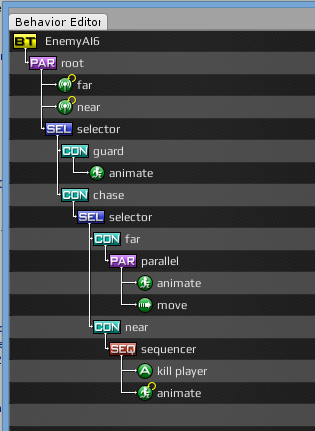 Behavior Editor
BT EnemyAI6
PAR root
far
near
SEL selector
CON guard
animate
CON chase
SEL selector
CON far
PAR parallel
animate
move
CON near
SEQ sequencer
A kill player
animate